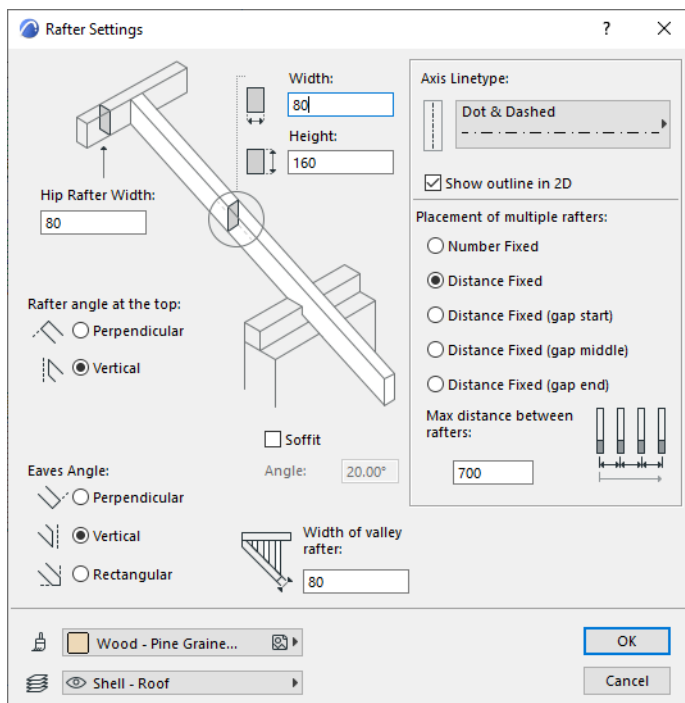 Rafter Settings
?
Width:
80
Height:
160
Hip Rafter Width:
80
Rafter angle at the top:
Perpendicular
Vertical
Soffit
Angle:
20.00°
Eaves Angle:
Perpendicular
Vertical
Rectangular
Width of valley
rafter:
80
Axis Linetype:
Dot & Dashed
Show outline in 2D
Placement of multiple rafters:
Number Fixed
Distance Fixed
Distance Fixed (gap start)
Distance Fixed (gap middle)
Distance Fixed (gap end)
Max distance between
rafters:
700
Wood - Pine Graine...
Shell - Roof
OK
Cancel